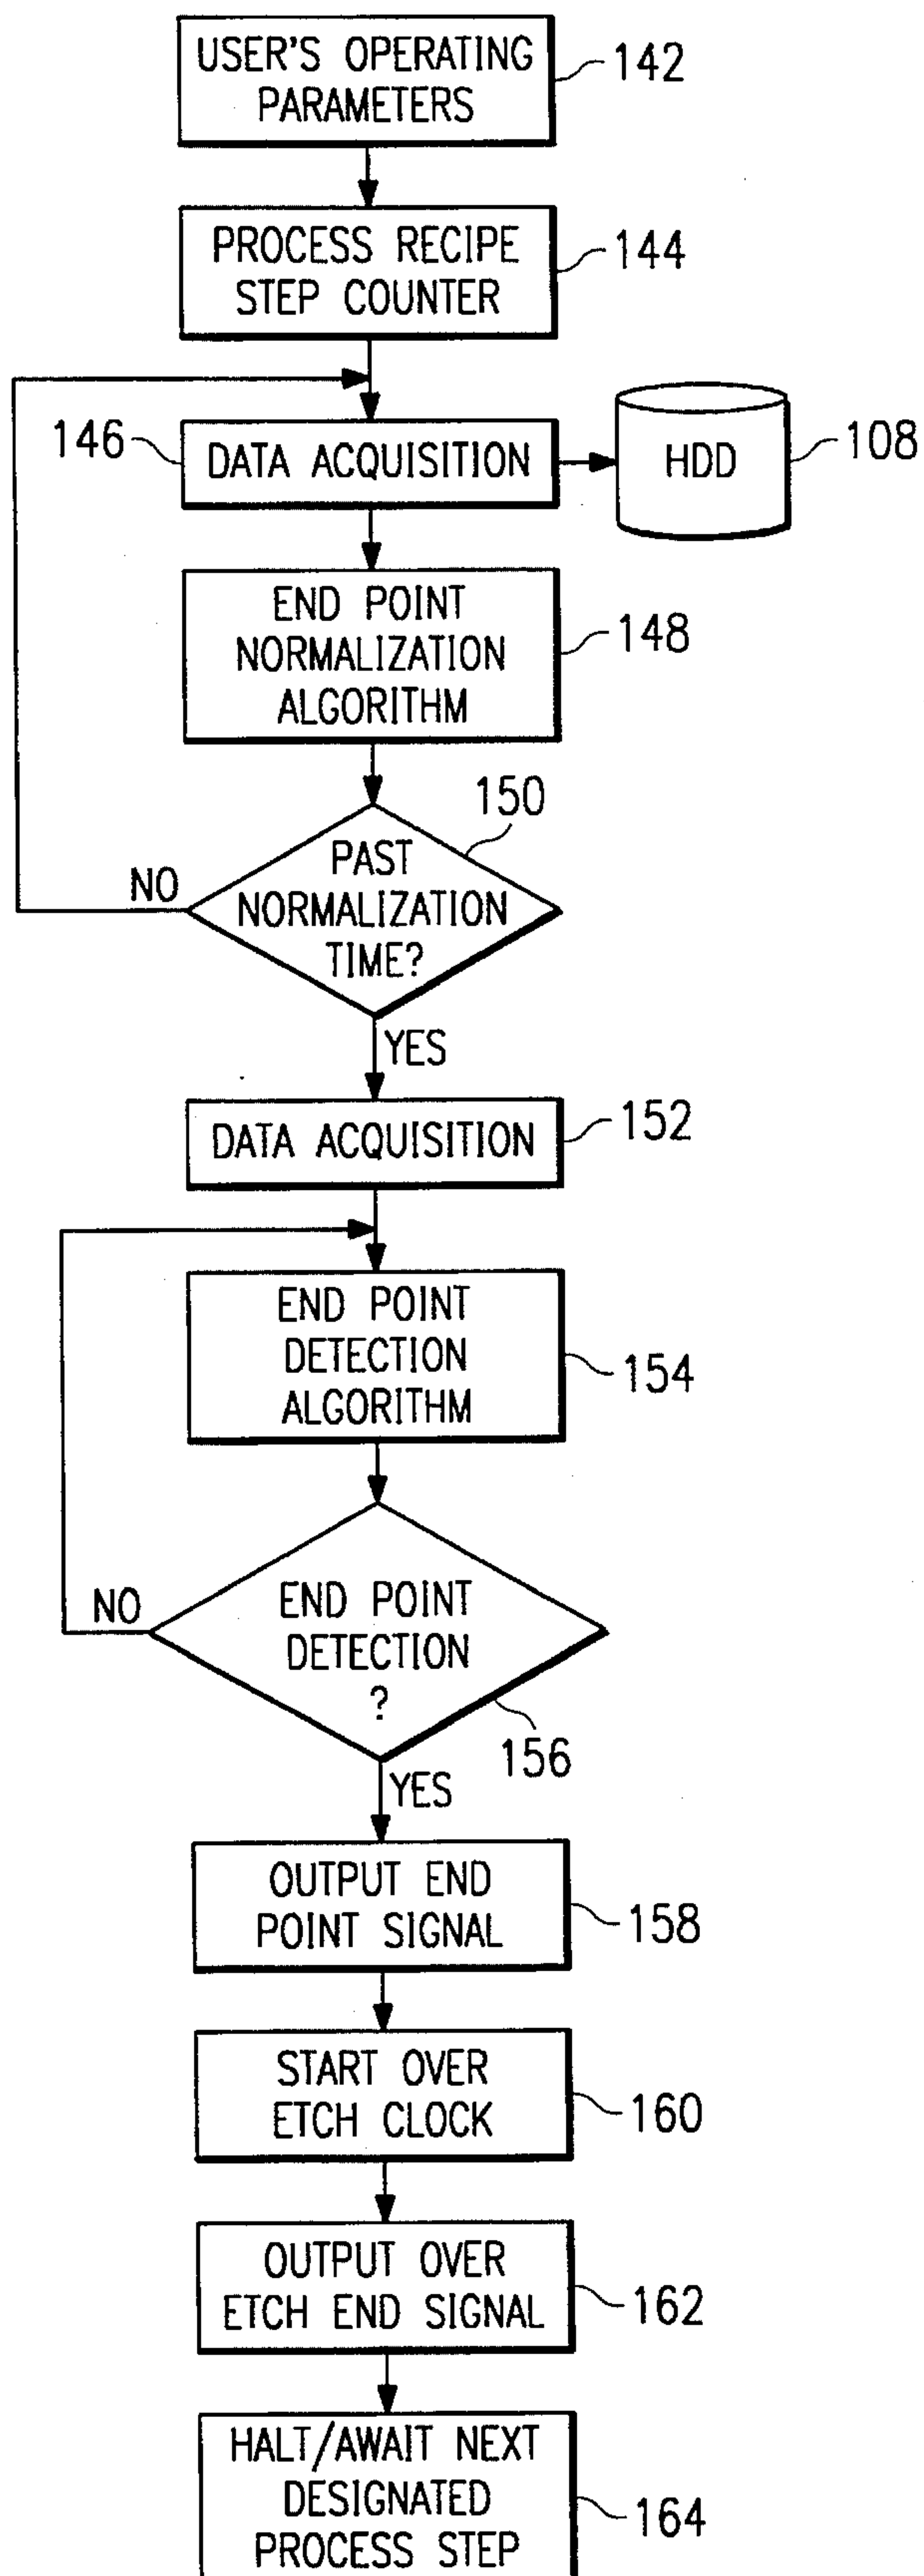 USER'S OPERATING
PARAMETERS
142
PROCESS RECIPE
STEP COUNTER
144
146
DATA ACQUISITION
HDD
108
END POINT
NORMALIZATION
ALGORITHM
148
150
PAST
NORMALIZATION
TIME?
NO
YES
DATA ACQUISITION
152
END POINT
DETECTION
ALGORITHM
154
END POINT
DETECTION
?
NO
156
YES
OUTPUT END
POINT SIGNAL
158
START OVER
ETCH CLOCK
160
OUTPUT OVER
ETCH END SIGNAL
162
HALT/AWAIT NEXT
DESIGNATED
PROCESS STEP
164